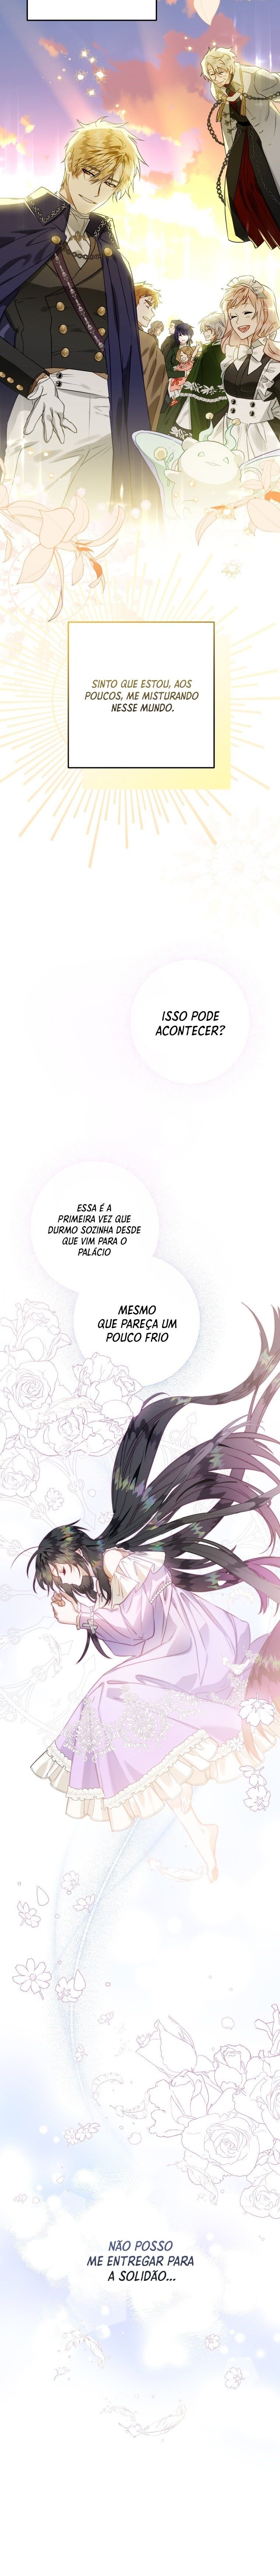 SINTO QUE ESTOU, AOS
POUCOS, ME MISTURANDO
NESSE MUNDO.
ISSO PODE
ACONTECER?
ESSA É A
PRIMEIRA VEZ QUE
DURMO SOZINHA DESDE
QUE VIM PARA O
PALÁCIO
MESMO
QUE PAREÇA UM
POUCO FRIO
NÃO POSSO
ME ENTREGAR PARA
A SOLIDÃO...